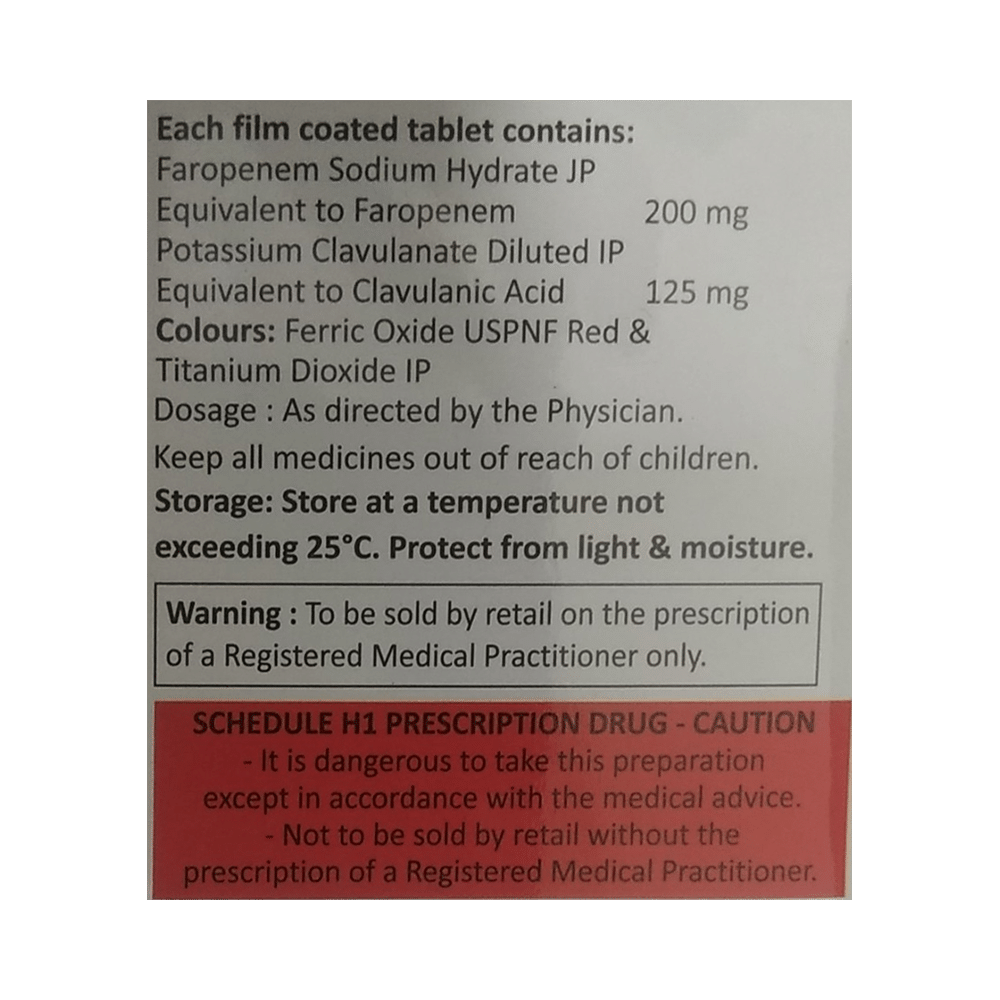 Each film coated tablet contains:
Faropenem Sodium Hydrate JP
Equivalent to Faropenem 200 mg
Potassium Clavulanate Diluted IP
Equivalent to Clavulanic Acid 125 mg
Colours: Ferric Oxide USPNF Red &
Titanium Dioxide IP
Dosage : As directed by the Physician.
Keep all medicines out of reach of children.
Storage: Store at a temperature not
exceeding 25°C. Protect from light & moisture.
Warning : To be sold by retail on the prescription
of a Registered Medical Practitioner only.
SCHEDULE H1 PRESCRIPTION DRUG - CAUTION
- It is dangerous to take this preparation
except in accordance with the medical advice.
- Not to be sold by retail without the
prescription of a Registered Medical Practitioner.